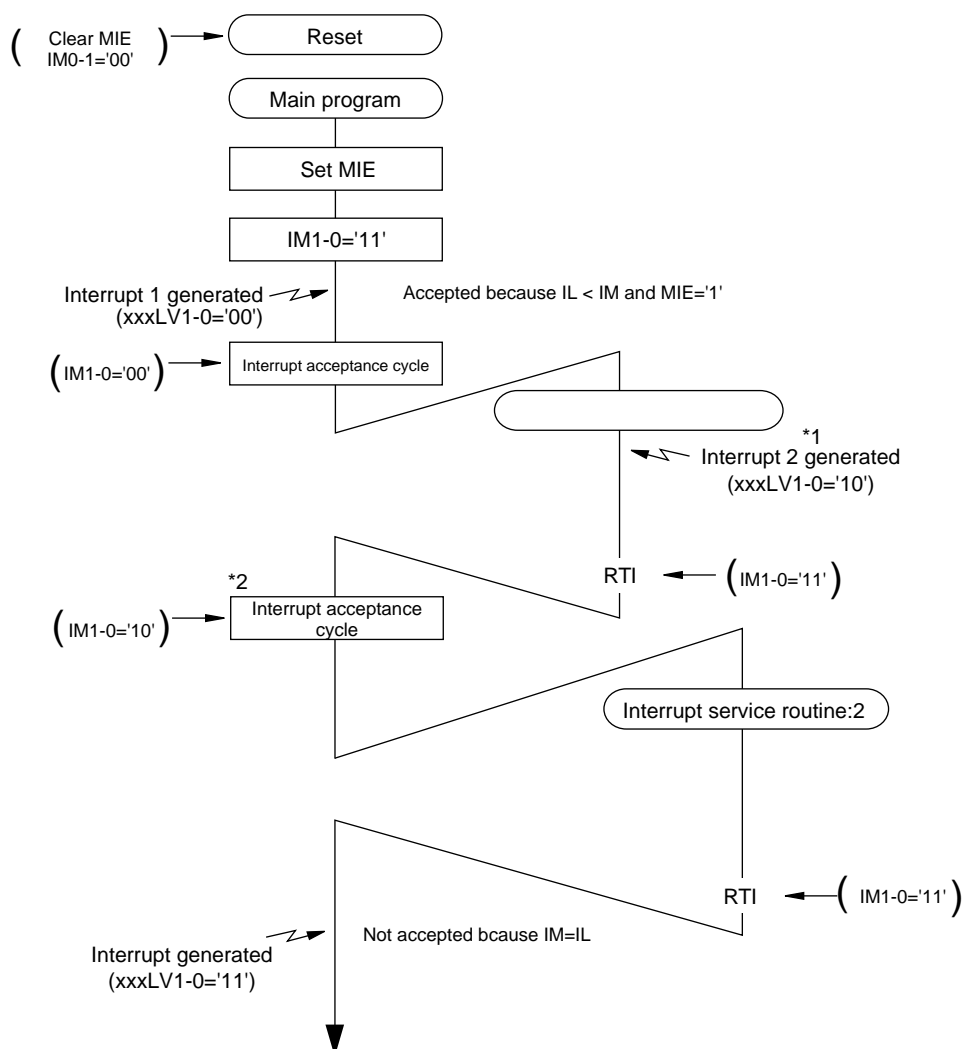 Clear MIE
IM0-1='00'
Reset
Main program
Set MIE
IM1-0='11'
Interrupt 1 generated
(xxxLV1-0='00')
Accepted because IL < IM and MIE='1'
(IM1-0='00')
Interrupt acceptance cycle
*1
Interrupt 2 generated
(xxxLV1-0='10')
RTI
(IM1-0='11')
*2
(IM1-0='10')
Interrupt acceptance
cycle
Interrupt service routine:2
RTI
(IM1-0='11')
Not accepted bcause IM=IL
Interrupt generated
(xxxLV1-0='11')